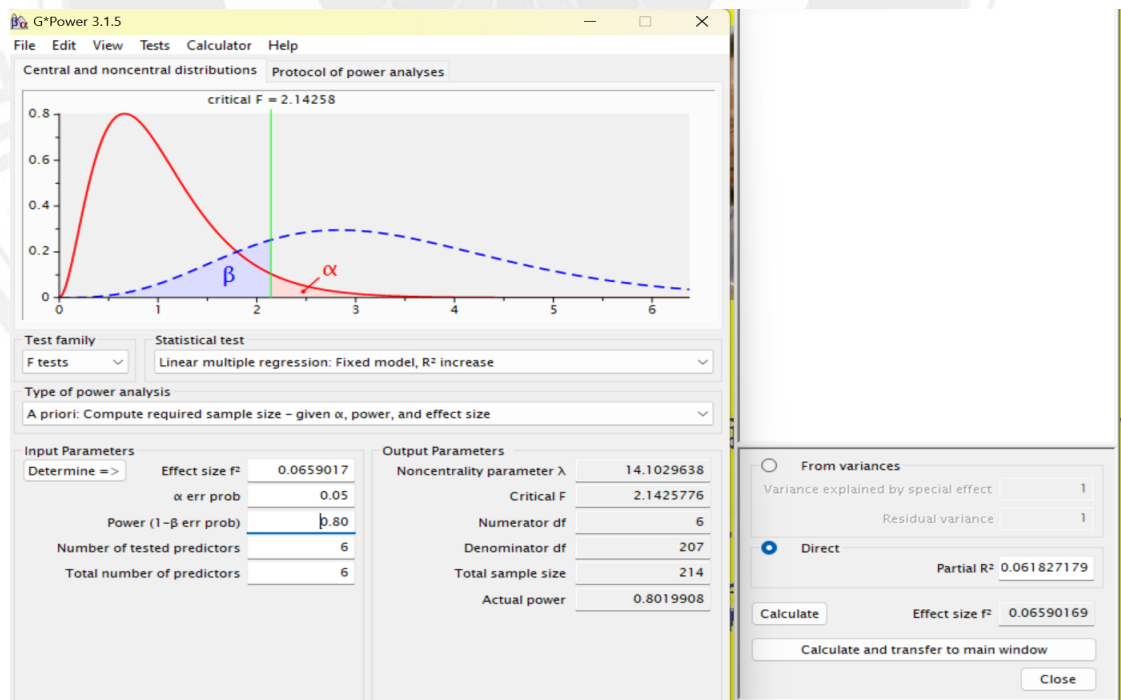 G*Power 3.1.5
File Edit View Tests Calculator Help
Central and noncentral distributions Protocol of power analyses
critical F = 2.14258
0.8
0.6
0.4
0.2
0
β
α
0 1 2 3 4 5 6
Test family Statistical test
F tests Linear multiple regression: Fixed model, R² increase
Type of power analysis
A priori: Compute required sample size – given α, power, and effect size
Input Parameters
Determine => Effect size f² 0.0659017
α err prob 0.05
Power (1-β err prob) 0.80
Number of tested predictors 6
Total number of predictors 6
Output Parameters
Noncentrality parameter λ 14.1029638
Critical F 2.1425776
Numerator df 6
Denominator df 207
Total sample size 214
Actual power 0.8019908
From variances
Variance explained by special effect 1
Residual variance 1
Direct
Partial R² 0.061827179
Calculate Effect size f² 0.06590169
Calculate and transfer to main window
Close